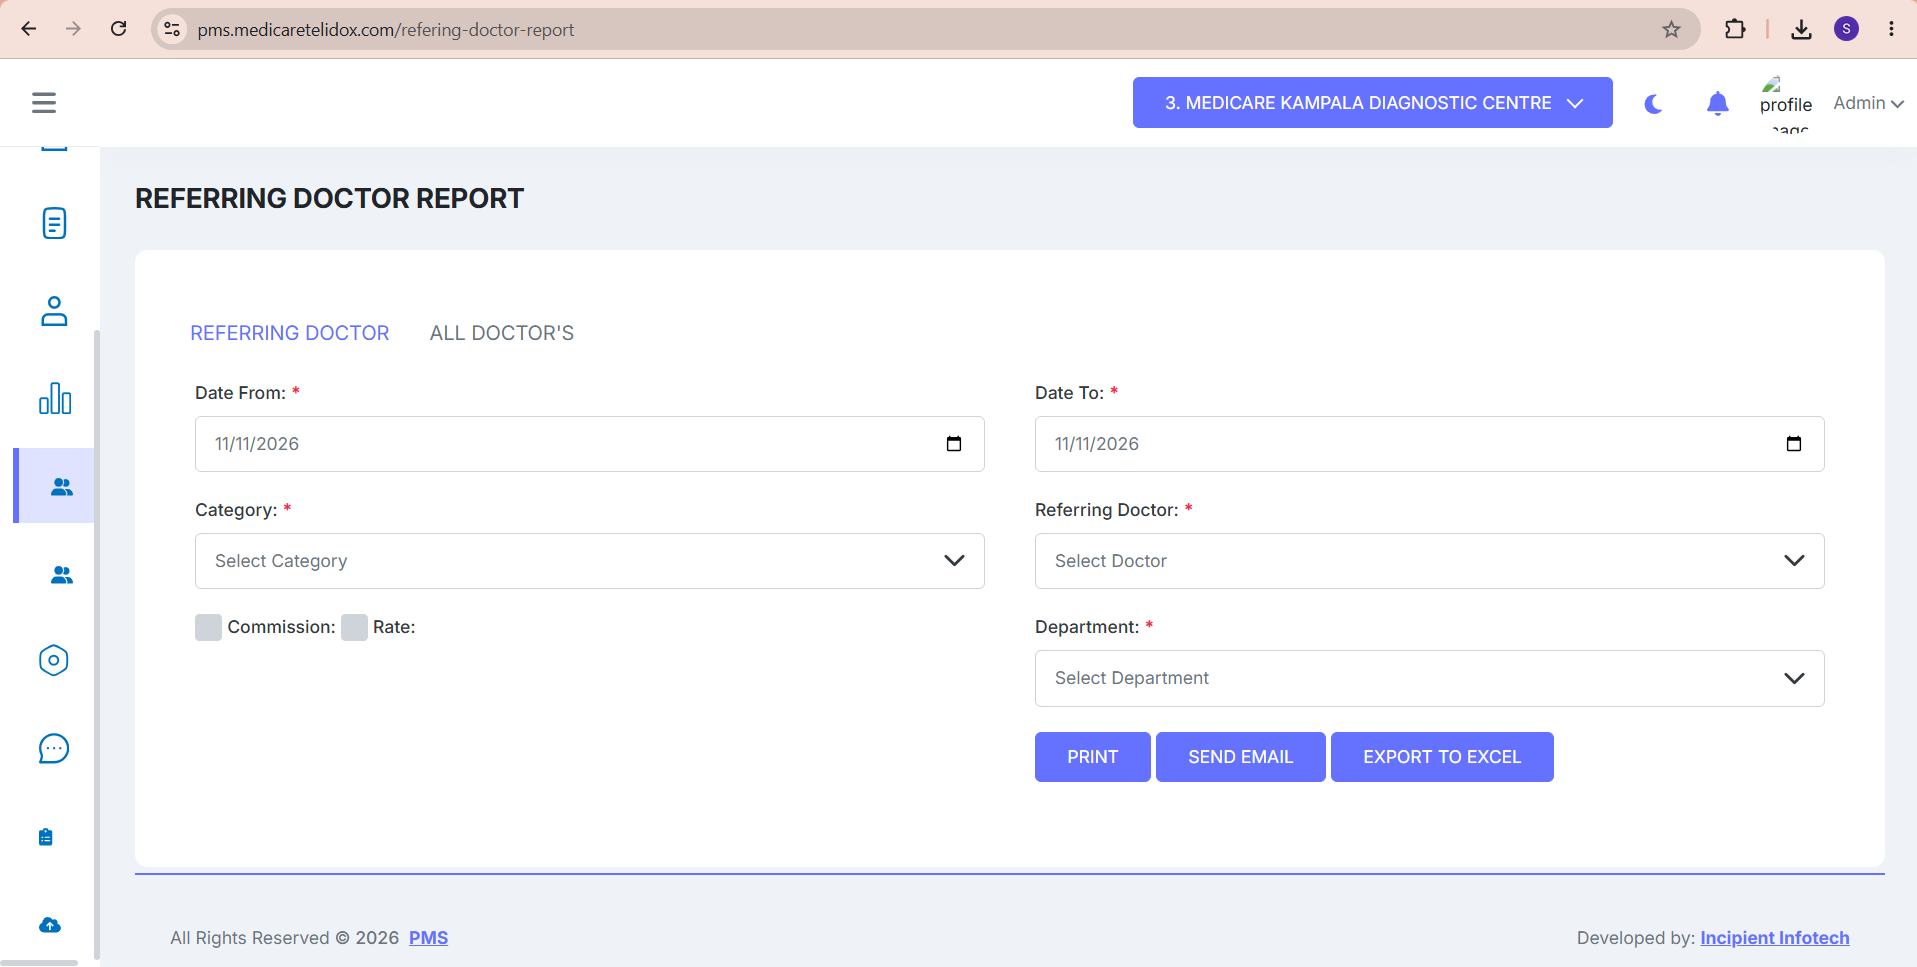 pms.medicaretelidox.com/refering-doctor-report
S
3. MEDICARE KAMPALA DIAGNOSTIC CENTRE
profile
Admin
REFERRING DOCTOR REPORT
REFERRING DOCTOR ALL DOCTOR'S
Date From: * Date To: *
11/11/2026 11/11/2026
Category: * Referring Doctor: *
Select Category Select Doctor
Commission: Rate: Department: *
Select Department
PRINT SEND EMAIL EXPORT TO EXCEL
All Rights Reserved © 2026 PMS Developed by: Incipient Infotech